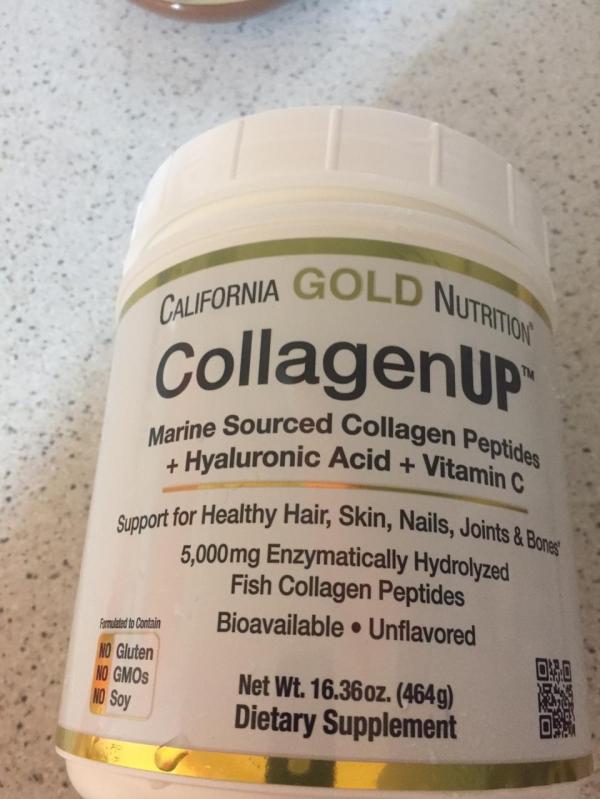 CALIFORNIA GOLD NUTRITION®
CollagenUP™
Marine Sourced Collagen Peptides
+ Hyaluronic Acid + Vitamin C
Support for Healthy Hair, Skin, Nails, Joints & Bones*
5,000mg Enzymatically Hydrolyzed
Fish Collagen Peptides
Bioavailable • Unflavored
Formulated to Contain
NO Gluten
NO GMOs
NO Soy
Net Wt. 16.36oz. (464g)
Dietary Supplement